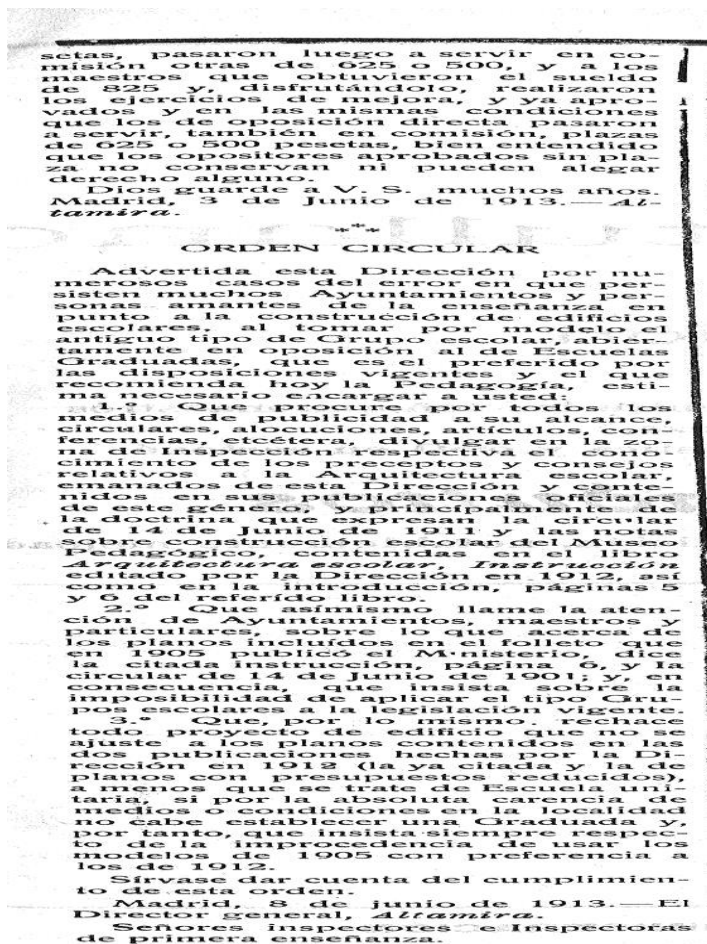 setas, pasaron luego a servir en co-
misión otras de 625 o 500, y a los
maestros que obtuvieron el sueldo
de 825 y, disfrutándolo, realizaron
los ejercicios de mejora, y ya apro-
vados y en las mismas condiciones
que los de oposición directa pasaron
a servir, también en comisión, plazas
de 625 o 500 pesetas, bien entendido
que los opositores aprobados sin pla-
za no conservan ni pueden alegar
derecho alguno.
Dios guarde a V. S. muchos años.
Madrid, 3 de Junio de 1913.—Al-
tamira.
***
ORDEN CIRCULAR
Advertida esta Dirección por nu-
merosos casos del error en que per-
sisten muchos Ayuntamientos y per-
sonas amantes de la enseñanza en
punto a la construcción de edificios
escolares, al tomar por modelo el
antiguo tipo de Grupo escolar, abier-
tamente en oposición al de Escuelas
Graduadas, que es el preferido por
las disposiciones vigentes y el que
recomienda hoy la Pedagogía, esti-
ma necesario encargar a usted:
1.º Que procure por todos los
medios de publicidad a su alcance,
circulares, alocuciones, artículos, con-
ferencias, etcétera, divulgar en la zo-
na de Inspección respectiva el cono-
cimiento de los preceptos y consejos
relativos a la Arquitectura escolar,
emanados de esta Dirección y conte-
nidos en sus publicaciones oficiales
de este género, y principalmente de
la doctrina que expresan la circular
de 14 de Junio de 1911 y las notas
sobre construcción escolar del Museo
Pedagógico, contenidas en el libro
Arquitectura escolar, Instrucción
editado por la Dirección en 1912, así
como en la introducción, páginas 5
y 6 del referído libro.
2.º Que asímismo llame la aten-
ción de Ayuntamientos, maestros y
particulares, sobre lo que acerca de
los planos incluídos en el folleto que
en 1905 publicó el M·nisterio, dice
la citada instrucción, página 6, y la
circular de 14 de Junio de 1901; y, en
consecuencia, que insista sobre la
imposibilidad de aplicar el tipo Gru-
pos escolares a la legislación vigente.
3.º Que, por lo mismo. rechace
todo proyecto de edificio que no se
ajuste a los planos contenidos en las
dos publicaciones hechas por la Di-
rección en 1912 (la ya citada y la de
planos con presupuestos reducidos),
a menos que se trate de Escuela uni-
taria, si por la absoluta carencia de
medios o condiciones en la localidad
no cabe establecer una Graduada y,
por tanto, que insista siempre respec-
to de la improcedencia de usar los
modelos de 1905 con preferencia a
los de 1912.
Sírvase dar cuenta del cumplimien-
to de esta orden.
Madrid, 8 de junio de 1913.—El
Director general, Altamira.
Señores inspectores e Inspectoras
de primera enseñanza.